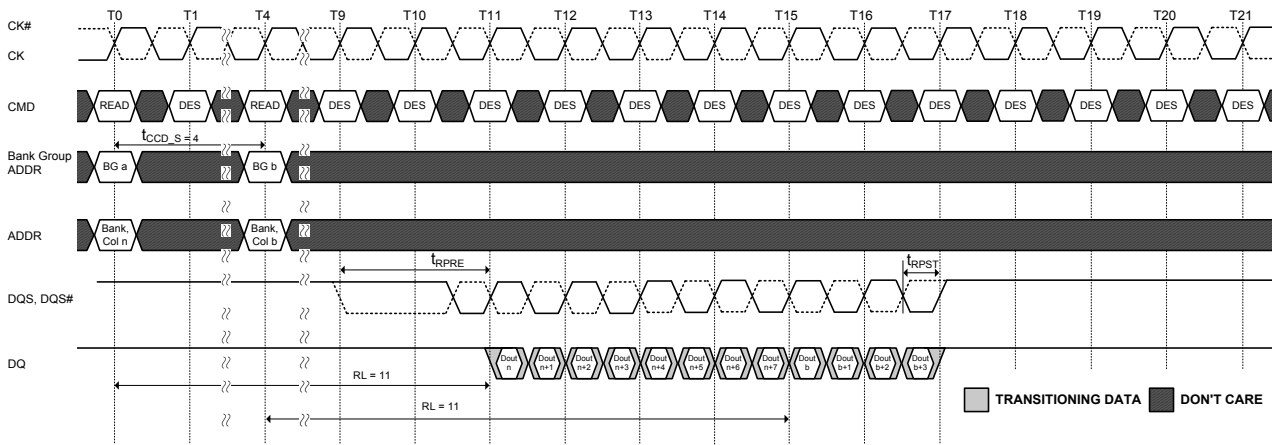 T0 T1 T4 T9 T10 T11 T12 T13 T14 T15 T16 T17 T18 T19 T20 T21
CK#
CK
CMD READ DES READ DES DES DES DES DES DES DES DES DES DES DES DES DES
tCCD_S = 4
Bank Group
ADDR
BG a BG b
ADDR
Bank,
Col n
Bank,
Col b
tRPRE tRPST
DQS, DQS#
DQ
Dout
n
Dout
n+1
Dout
n+2
Dout
n+3
Dout
n+4
Dout
n+5
Dout
n+6
Dout
n+7
Dout
b
Dout
b+1
Dout
b+2
Dout
b+3
RL = 11
RL = 11
TRANSITIONING DATA DON'T CARE